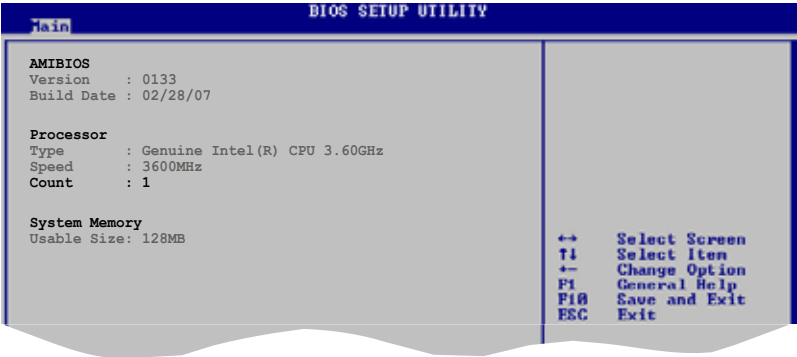 BIOS SETUP UTILITY
Main
AMIBIOS
Version : 0133
Build Date : 02/28/07
Processor
Type : Genuine Intel(R) CPU 3.60GHz
Speed : 3600MHz
Count : 1
System Memory
Usable Size: 128MB
←→ Select Screen
↑↓ Select Item
+- Change Option
F1 General Help
F10 Save and Exit
ESC Exit